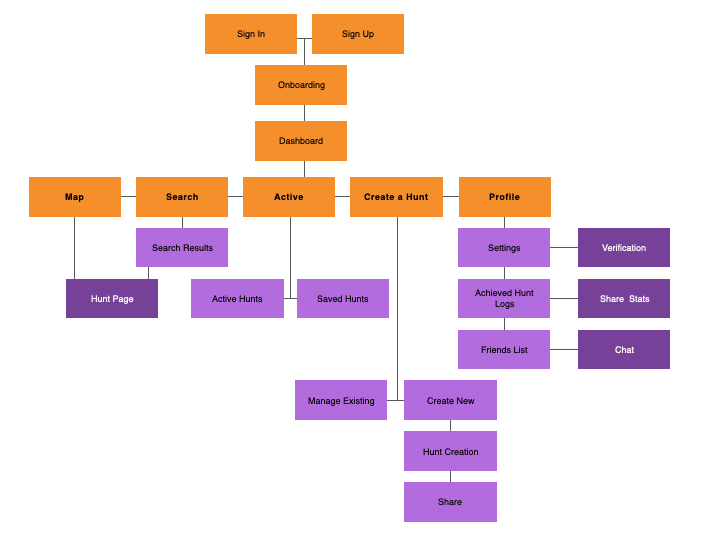 Sign In
Sign Up
Onboarding
Dashboard
Map
Search
Active
Create a Hunt
Profile
Search Results
Settings
Verification
Hunt Page
Active Hunts
Saved Hunts
Achieved Hunt
Logs
Share Stats
Friends List
Chat
Manage Existing
Create New
Hunt Creation
Share